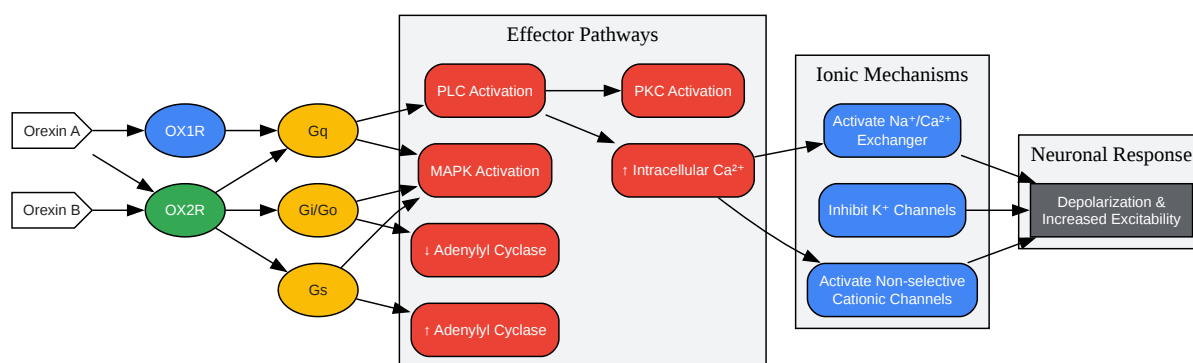 Orexin A
Orexin B
OX1R
OX2R
Gq
Gi/Go
Gs
Effector Pathways
PLC Activation
PKC Activation
MAPK Activation
↑ Intracellular Ca²⁺
↓ Adenylyl Cyclase
↑ Adenylyl Cyclase
Ionic Mechanisms
Activate Na⁺/Ca²⁺
Exchanger
Inhibit K⁺ Channels
Activate Non-selective
Cationic Channels
Neuronal Response
Depolarization &
Increased Excitability